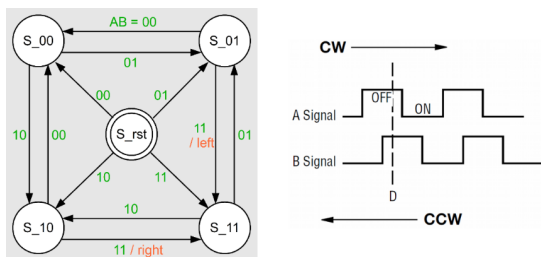 AB = 00
S_00
S_01
01
00
01
10
00
S_rst
11
/ left
01
10
11
10
S_10
S_11
11 / right
CW
OFF
ON
A Signal
B Signal
D
CCW